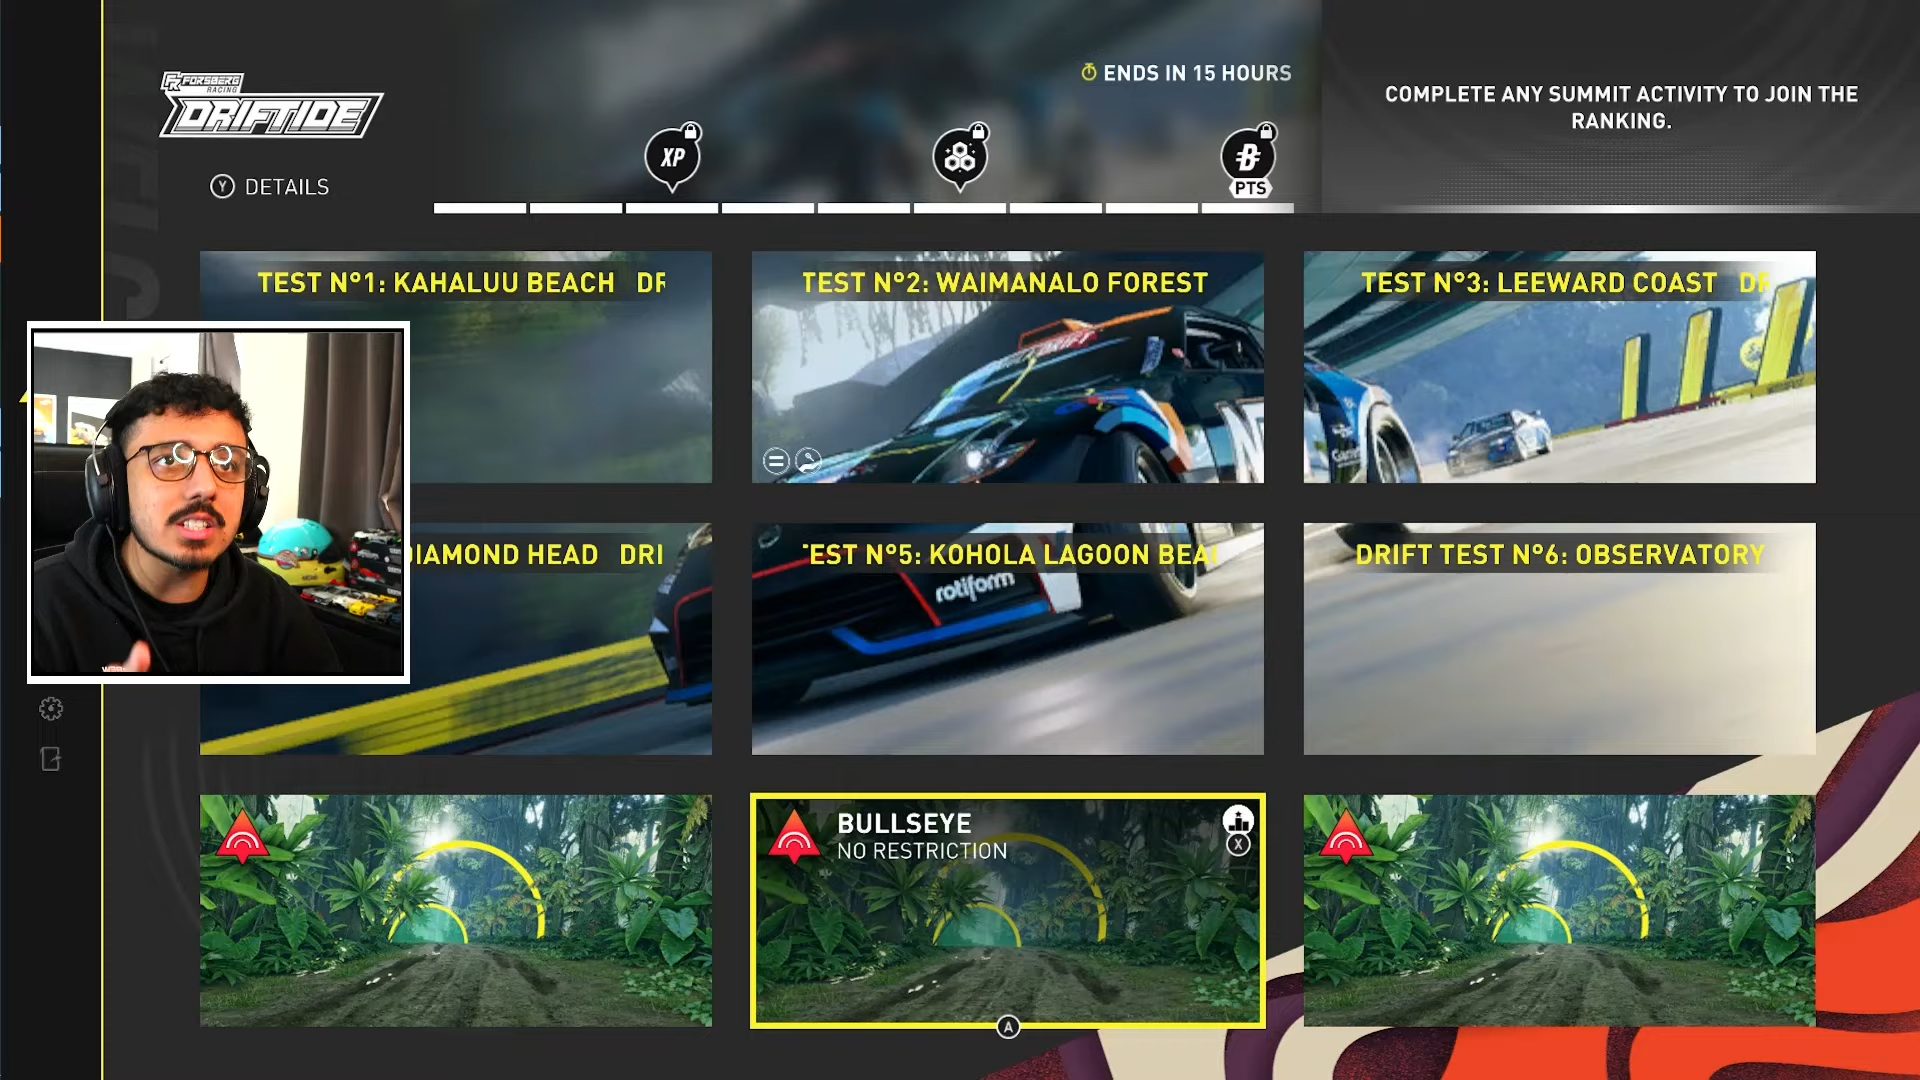 FORSBERG
RACING
DRIFTIDE
Y DETAILS
ENDS IN 15 HOURS
XP
PTS
COMPLETE ANY SUMMIT ACTIVITY TO JOIN THE
RANKING.
TEST N°1: KAHALUU BEACH DR
TEST N°2: WAIMANALO FOREST
TEST N°3: LEEWARD COAST DR
DIAMOND HEAD DRI
TEST N°5: KOHOLA LAGOON BEA
rotiform
DRIFT TEST N°6: OBSERVATORY
BULLSEYE
NO RESTRICTION
X
A